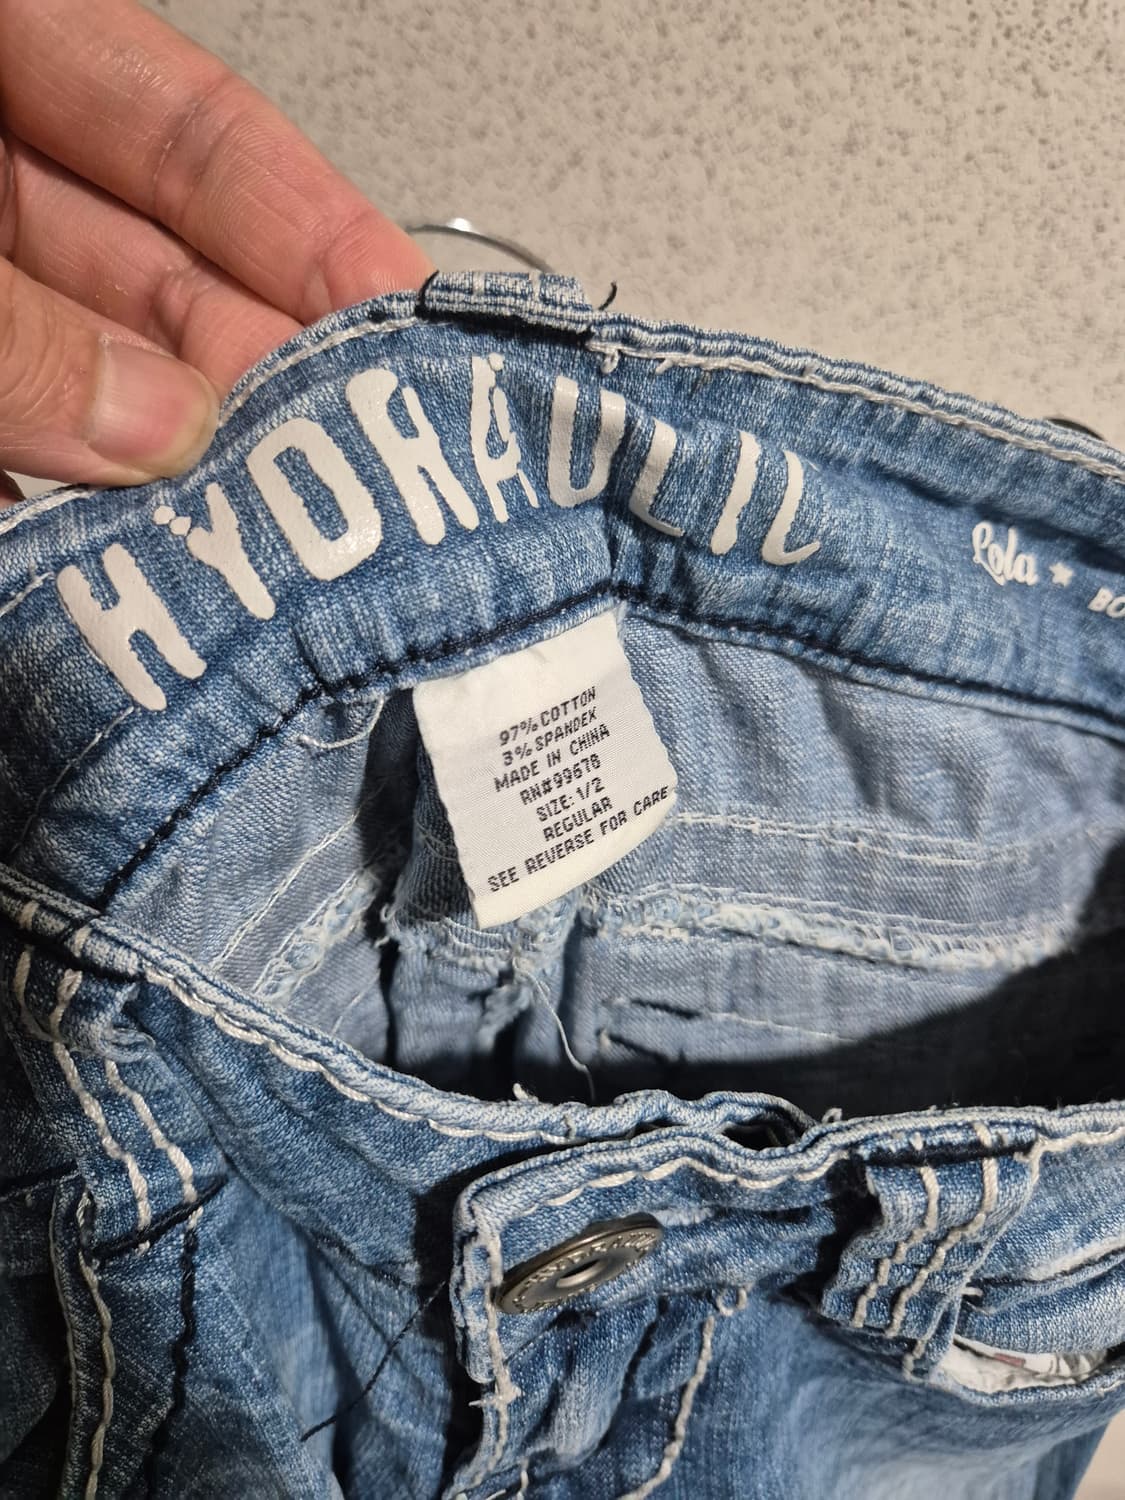 HYDRAULIC
Lola ★
97% COTTON
3% SPANDEX
MADE IN CHINA
RN#99678
SIZE: 1/2
REGULAR
SEE REVERSE FOR CARE